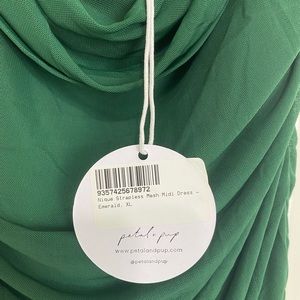 9357425678972
Nique Strapless Mesh Midi Dress –
Emerald, XL
petal + pup
www.petalandpup.com
@petalandpup